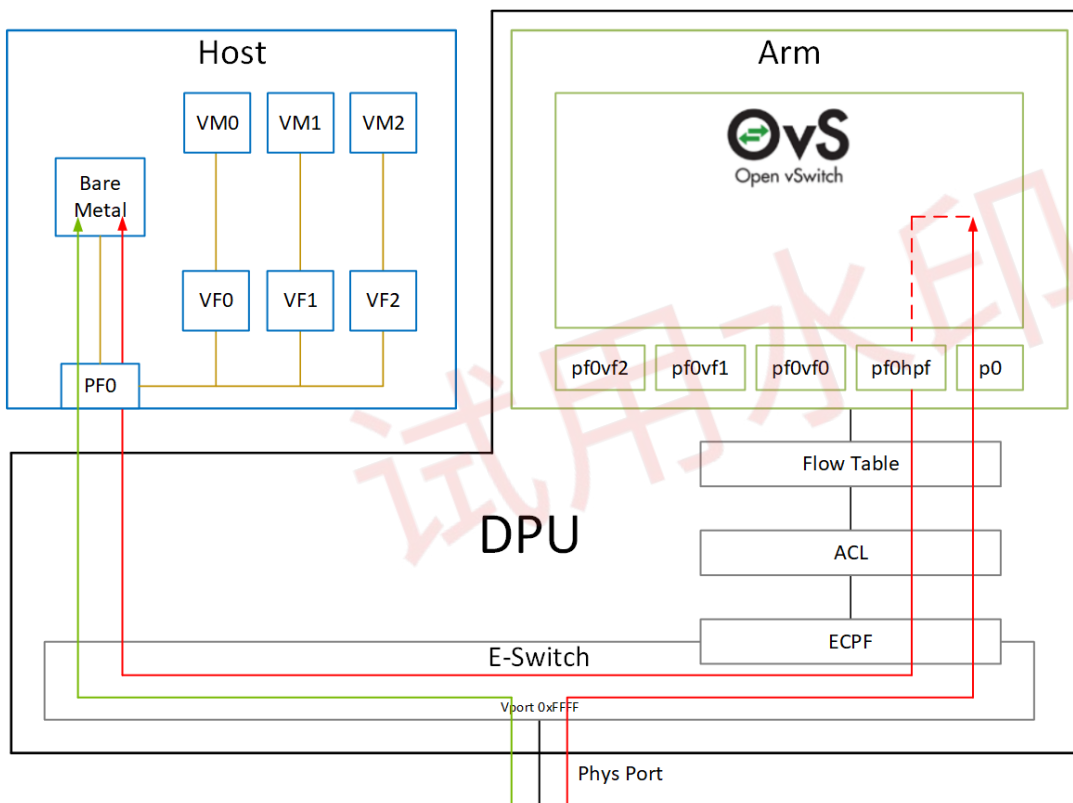 Host
VM0
VM1
VM2
Bare
Metal
VF0
VF1
VF2
PF0
Arm
OvS
Open vSwitch
pf0vf2
pf0vf1
pf0vf0
pf0hpf
p0
Flow Table
ACL
ECPF
DPU
E-Switch
Vport 0xFFFF
Phys Port
试用水印